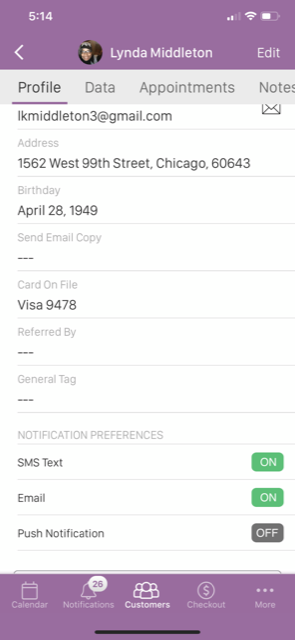 5:14
Lynda Middleton
Edit
Profile Data Appointments Notes
lkmiddleton3@gmail.com
Address
1562 West 99th Street, Chicago, 60643
Birthday
April 28, 1949
Send Email Copy
---
Card On File
Visa 9478
Referred By
---
General Tag
---
NOTIFICATION PREFERENCES
SMS Text ON
Email ON
Push Notification OFF
26
Calendar Notifications Customers Checkout More